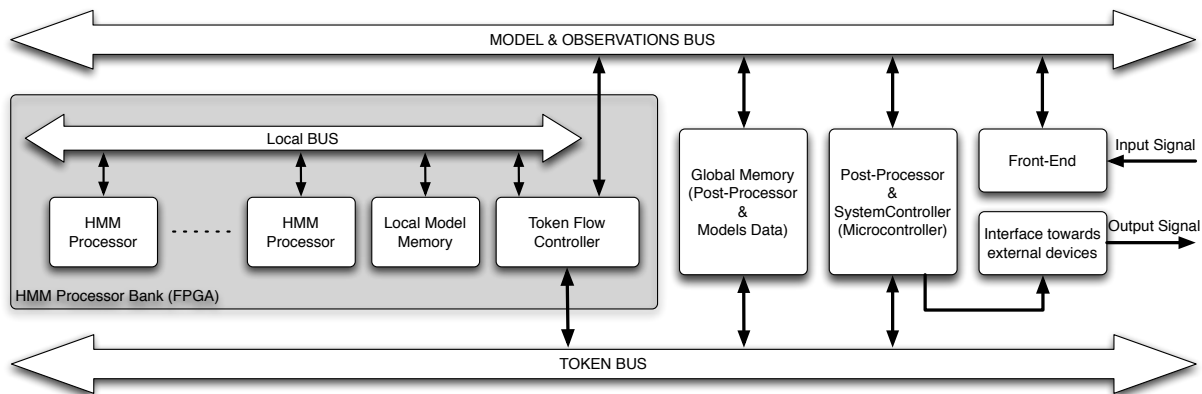 MODEL & OBSERVATIONS BUS
Local BUS
HMM
Processor
HMM
Processor
Local Model
Memory
Token Flow
Controller
HMM Processor Bank (FPGA)
Global Memory
(Post-Processor
&
Models Data)
Post-Processor
&
SystemController
(Microcontroller)
Front-End
Input Signal
Interface towards
external devices
Output Signal
TOKEN BUS